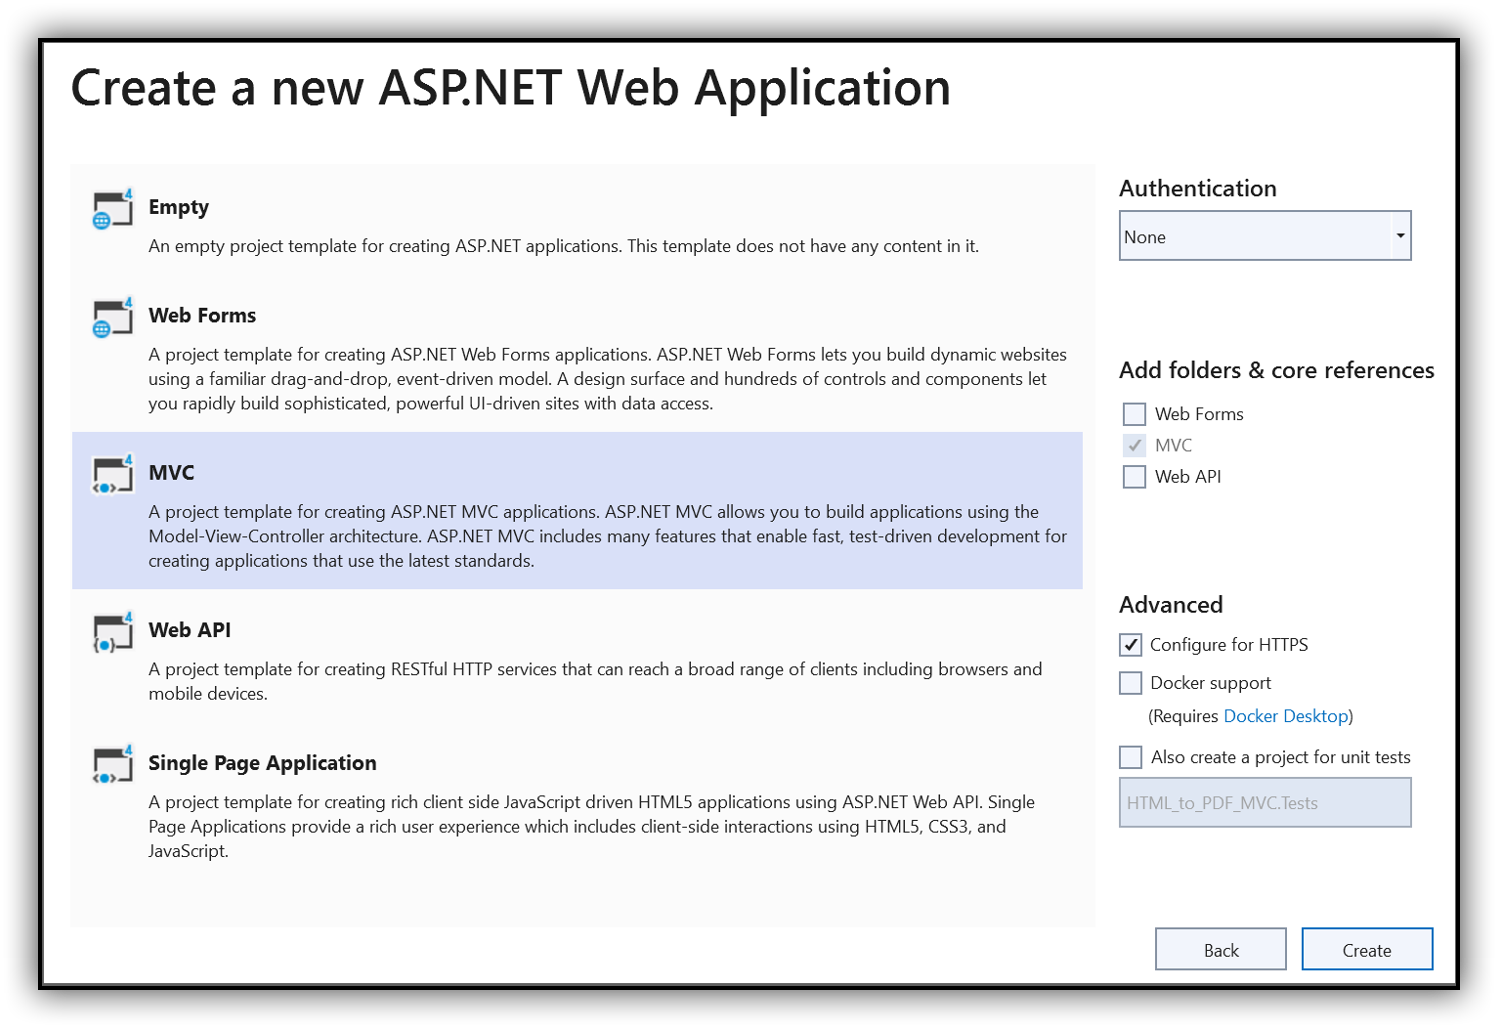 Create a new ASP.NET Web Application
4
Empty
An empty project template for creating ASP.NET applications. This template does not have any content in it.
4
Web Forms
A project template for creating ASP.NET Web Forms applications. ASP.NET Web Forms lets you build dynamic websites
using a familiar drag-and-drop, event-driven model. A design surface and hundreds of controls and components let
you rapidly build sophisticated, powerful UI-driven sites with data access.
4
MVC
A project template for creating ASP.NET MVC applications. ASP.NET MVC allows you to build applications using the
Model-View-Controller architecture. ASP.NET MVC includes many features that enable fast, test-driven development for
creating applications that use the latest standards.
4
Web API
A project template for creating RESTful HTTP services that can reach a broad range of clients including browsers and
mobile devices.
4
Single Page Application
A project template for creating rich client side JavaScript driven HTML5 applications using ASP.NET Web API. Single
Page Applications provide a rich user experience which includes client-side interactions using HTML5, CSS3, and
JavaScript.
Authentication
None
Add folders & core references
Web Forms
MVC
Web API
Advanced
Configure for HTTPS
Docker support
(Requires Docker Desktop)
Also create a project for unit tests
HTML_to_PDF_MVC.Tests
Back
Create